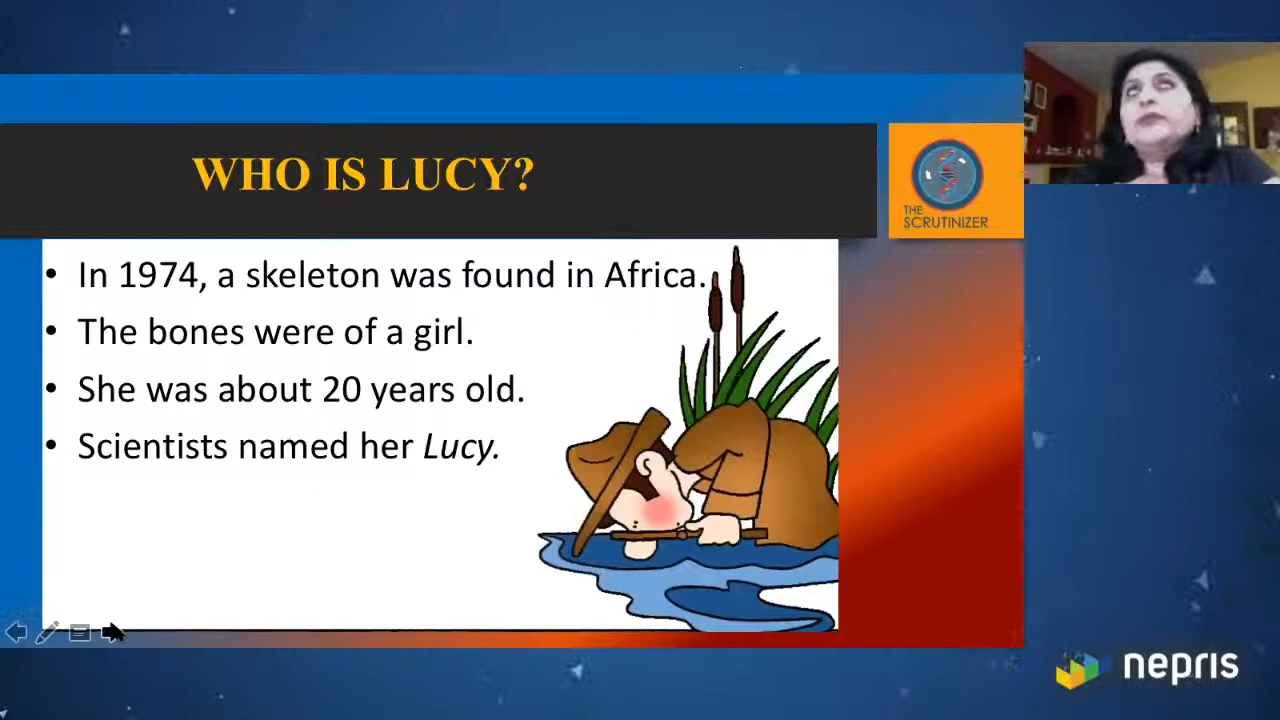 WHO IS LUCY?
THE
SCRUTINIZER
• In 1974, a skeleton was found in Africa.
• The bones were of a girl.
• She was about 20 years old.
• Scientists named her Lucy.
nepris